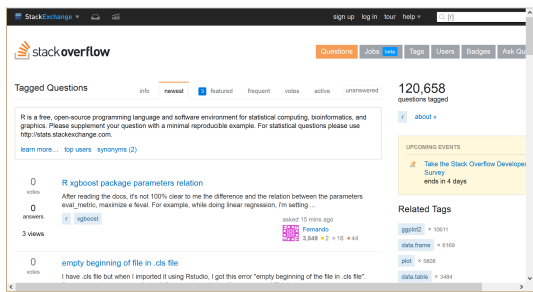 StackExchange
sign up log in tour help
[r]
stackoverflow
Questions Jobs beta Tags Users Badges Ask Qu
Tagged Questions
info newest 3 featured frequent votes active unanswered
120,658
questions tagged
r about »
R is a free, open-source programming language and software environment for statistical computing, bioinformatics, and
graphics. Please supplement your question with a minimal reproducible example. For statistical questions please use
http://stats.stackexchange.com.
learn more… top users synonyms (2)
UPCOMING EVENTS
Take the Stack Overflow Developer
Survey
ends in 4 days
0
votes
0
answers
3 views
R xgboost package parameters relation
After reading the docs, it's not 100% clear to me the difference and the relation between the parameters
eval_metric, maximize e feval. For example, while doing linear regression, I'm setting ...
r xgboost
asked 15 mins ago
Fernando
3,549 2 16 44
Related Tags
ggplot2 × 10611
data.frame × 6169
plot × 5808
data.table × 3484
0
votes
empty beginning of file in .cls file
I have .cls file but when I imported it using Rstudio, I got this error "empty beginning of the file in .cls file".